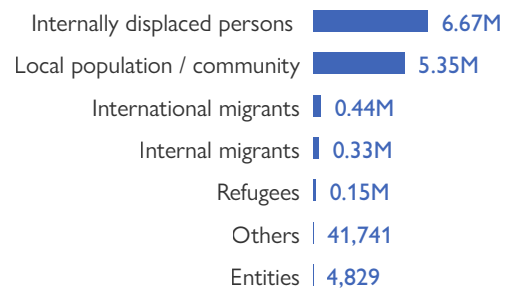 Internally displaced persons 6.67M
Local population / community 5.35M
International migrants 0.44M
Internal migrants 0.33M
Refugees 0.15M
Others 41,741
Entities 4,829